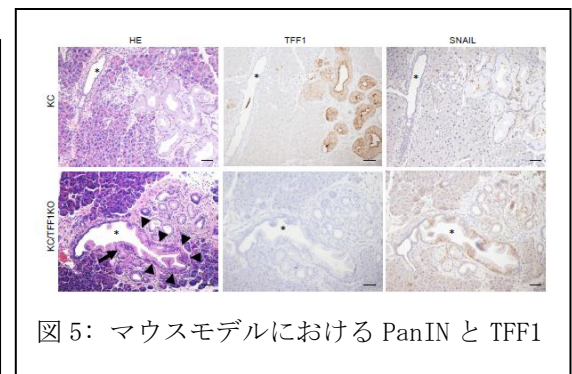 HE TFF1 SNAIL
KC
* * *
KC/TFF1KO
* * *
図 5: マウスモデルにおける PanIN と TFF1